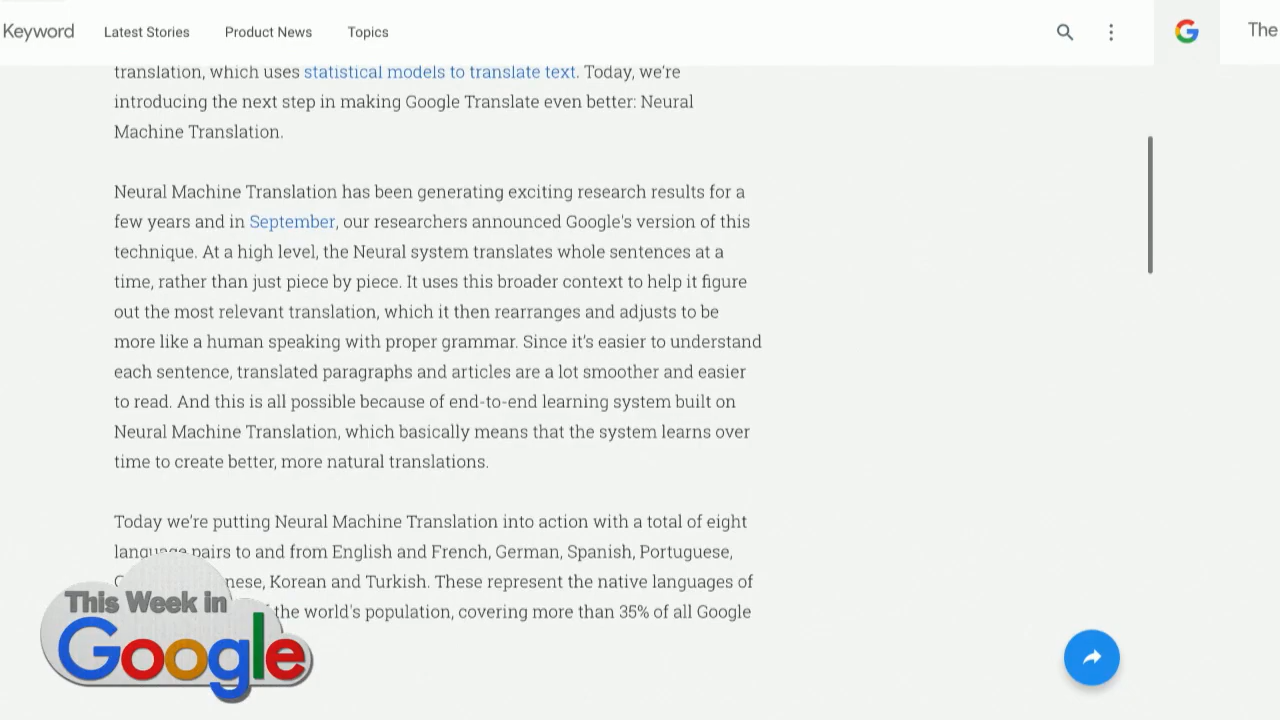 Keyword Latest Stories Product News Topics The
translation, which uses statistical models to translate text. Today, we're
introducing the next step in making Google Translate even better: Neural
Machine Translation.
Neural Machine Translation has been generating exciting research results for a
few years and in September, our researchers announced Google's version of this
technique. At a high level, the Neural system translates whole sentences at a
time, rather than just piece by piece. It uses this broader context to help it figure
out the most relevant translation, which it then rearranges and adjusts to be
more like a human speaking with proper grammar. Since it's easier to understand
each sentence, translated paragraphs and articles are a lot smoother and easier
to read. And this is all possible because of end-to-end learning system built on
Neural Machine Translation, which basically means that the system learns over
time to create better, more natural translations.
Today we're putting Neural Machine Translation into action with a total of eight
language pairs to and from English and French, German, Spanish, Portuguese,
Korean and Turkish. These represent the native languages of
the world's population, covering more than 35% of all Google
This Week in
Google